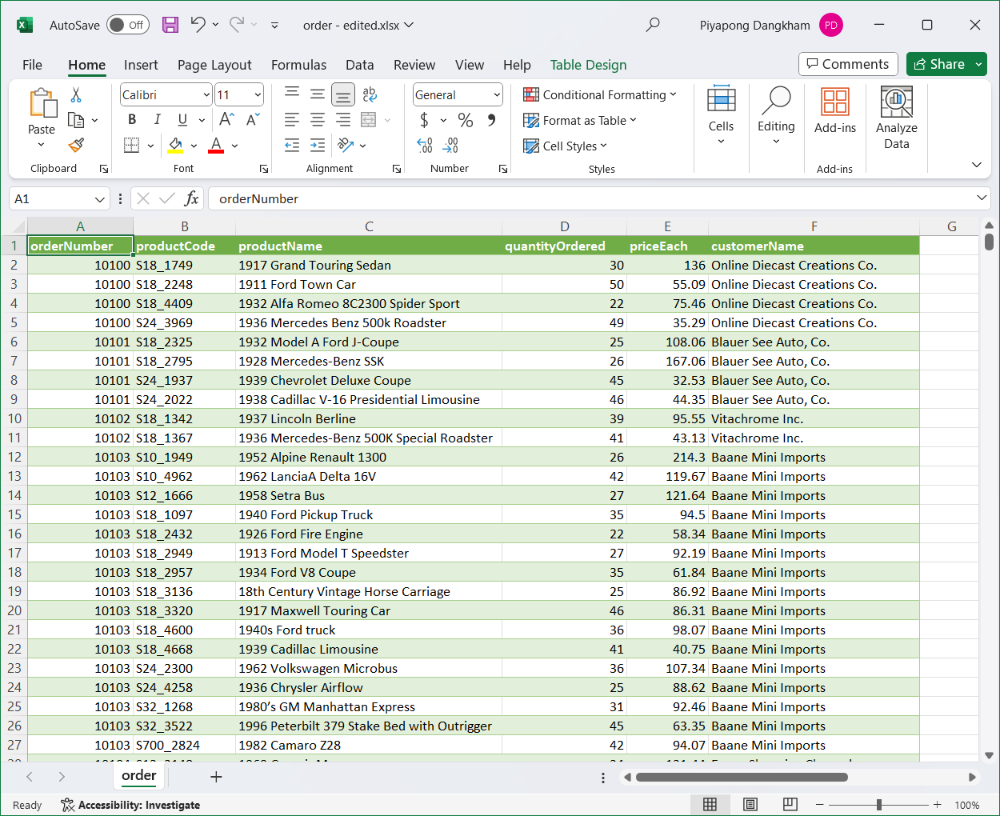 AutoSave Off order - edited.xlsx Piyapong Dangkham PD
File Home Insert Page Layout Formulas Data Review View Help Table Design Comments Share
Paste Calibri 11 General Conditional Formatting Cells Editing Add-ins Analyze Data
B I U A A $ % Format as Table
A Cell Styles
Clipboard Font Alignment Number Styles Add-ins
A1 fx orderNumber
A B C D E F G
1 orderNumber productCode productName quantityOrdered priceEach customerName
2 10100 S18_1749 1917 Grand Touring Sedan 30 136 Online Diecast Creations Co.
3 10100 S18_2248 1911 Ford Town Car 50 55.09 Online Diecast Creations Co.
4 10100 S18_4409 1932 Alfa Romeo 8C2300 Spider Sport 22 75.46 Online Diecast Creations Co.
5 10100 S24_3969 1936 Mercedes Benz 500k Roadster 49 35.29 Online Diecast Creations Co.
6 10101 S18_2325 1932 Model A Ford J-Coupe 25 108.06 Blauer See Auto, Co.
7 10101 S18_2795 1928 Mercedes-Benz SSK 26 167.06 Blauer See Auto, Co.
8 10101 S24_1937 1939 Chevrolet Deluxe Coupe 45 32.53 Blauer See Auto, Co.
9 10101 S24_2022 1938 Cadillac V-16 Presidential Limousine 46 44.35 Blauer See Auto, Co.
10 10102 S18_1342 1937 Lincoln Berline 39 95.55 Vitachrome Inc.
11 10102 S18_1367 1936 Mercedes-Benz 500K Special Roadster 41 43.13 Vitachrome Inc.
12 10103 S10_1949 1952 Alpine Renault 1300 26 214.3 Baane Mini Imports
13 10103 S10_4962 1962 LanciaA Delta 16V 42 119.67 Baane Mini Imports
14 10103 S12_1666 1958 Setra Bus 27 121.64 Baane Mini Imports
15 10103 S18_1097 1940 Ford Pickup Truck 35 94.5 Baane Mini Imports
16 10103 S18_2432 1926 Ford Fire Engine 22 58.34 Baane Mini Imports
17 10103 S18_2949 1913 Ford Model T Speedster 27 92.19 Baane Mini Imports
18 10103 S18_2957 1934 Ford V8 Coupe 35 61.84 Baane Mini Imports
19 10103 S18_3136 18th Century Vintage Horse Carriage 25 86.92 Baane Mini Imports
20 10103 S18_3320 1917 Maxwell Touring Car 46 86.31 Baane Mini Imports
21 10103 S18_4600 1940s Ford truck 36 98.07 Baane Mini Imports
22 10103 S18_4668 1939 Cadillac Limousine 41 40.75 Baane Mini Imports
23 10103 S24_2300 1962 Volkswagen Microbus 36 107.34 Baane Mini Imports
24 10103 S24_4258 1936 Chrysler Airflow 25 88.62 Baane Mini Imports
25 10103 S32_1268 1980’s GM Manhattan Express 31 92.46 Baane Mini Imports
26 10103 S32_3522 1996 Peterbilt 379 Stake Bed with Outrigger 45 63.35 Baane Mini Imports
27 10103 S700_2824 1982 Camaro Z28 42 94.07 Baane Mini Imports
order
Ready Accessibility: Investigate 100%